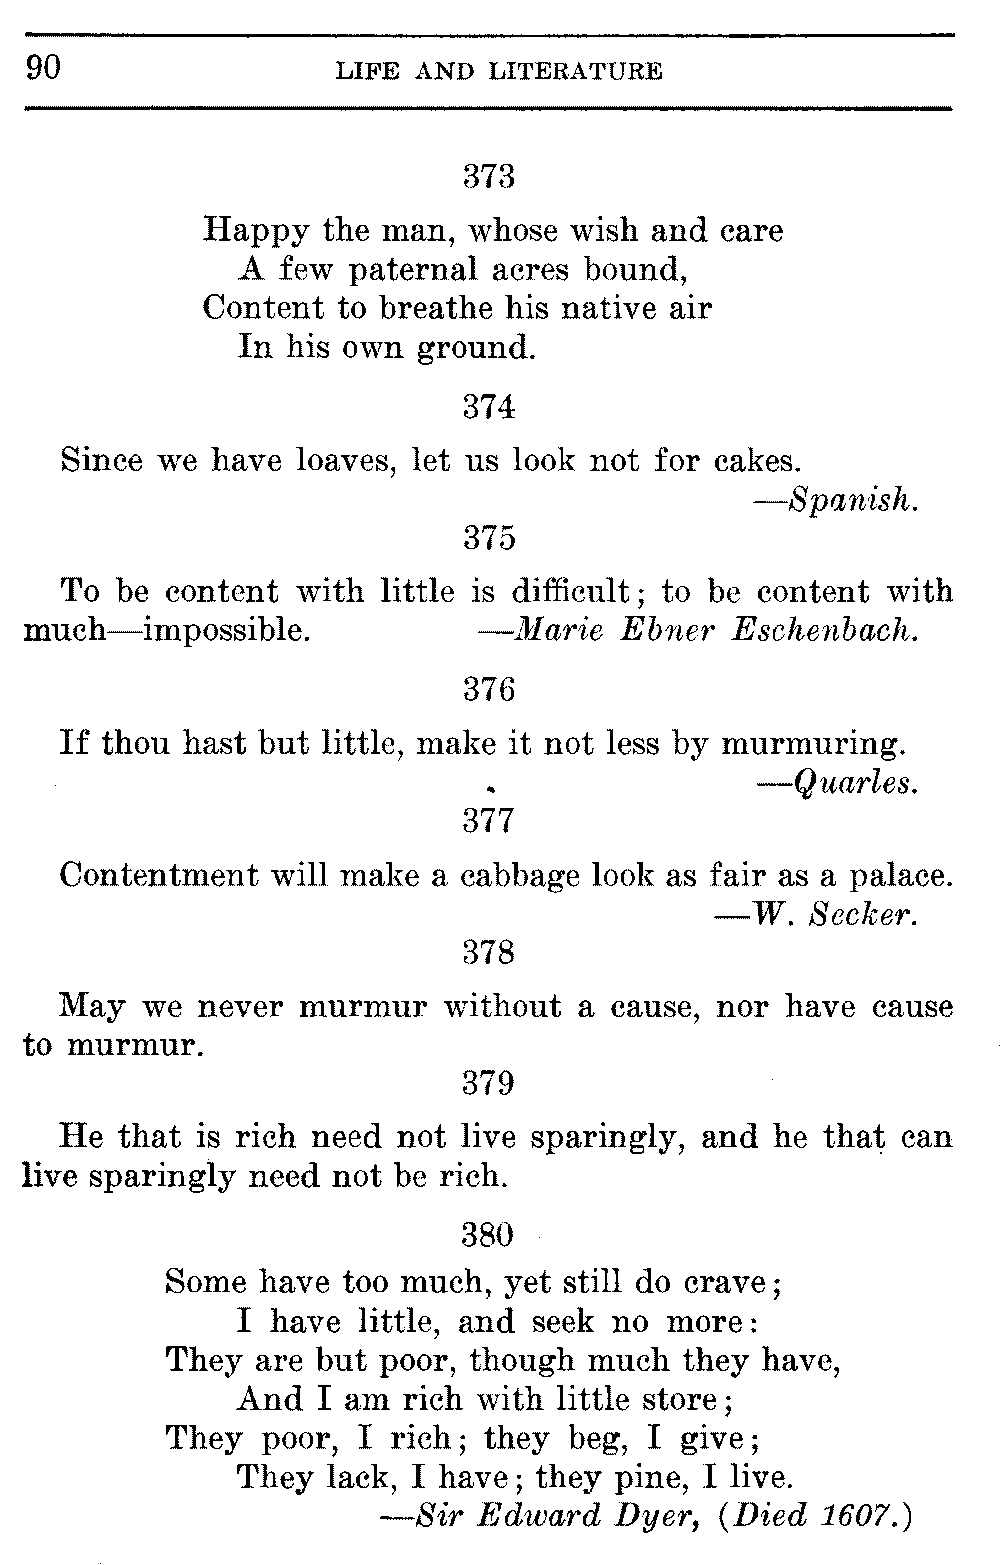 90 LIFE AND LITERATURE
373
Happy the man, whose wish and care
A few paternal acres bound,
Content to breathe his native air
In his own ground.
374
Since we have loaves, let us look not for cakes.
—Spanish.
375
To be content with little is difficult; to be content with
much—impossible. —Marie Ebner Eschenbach.
376
If thou hast but little, make it not less by murmuring.
—Quarles.
377
Contentment will make a cabbage look as fair as a palace.
—W. Secker.
378
May we never murmur without a cause, nor have cause
to murmur.
379
He that is rich need not live sparingly, and he that can
live sparingly need not be rich.
380
Some have too much, yet still do crave;
I have little, and seek no more:
They are but poor, though much they have,
And I am rich with little store;
They poor, I rich; they beg, I give;
They lack, I have; they pine, I live.
—Sir Edward Dyer, (Died 1607.)